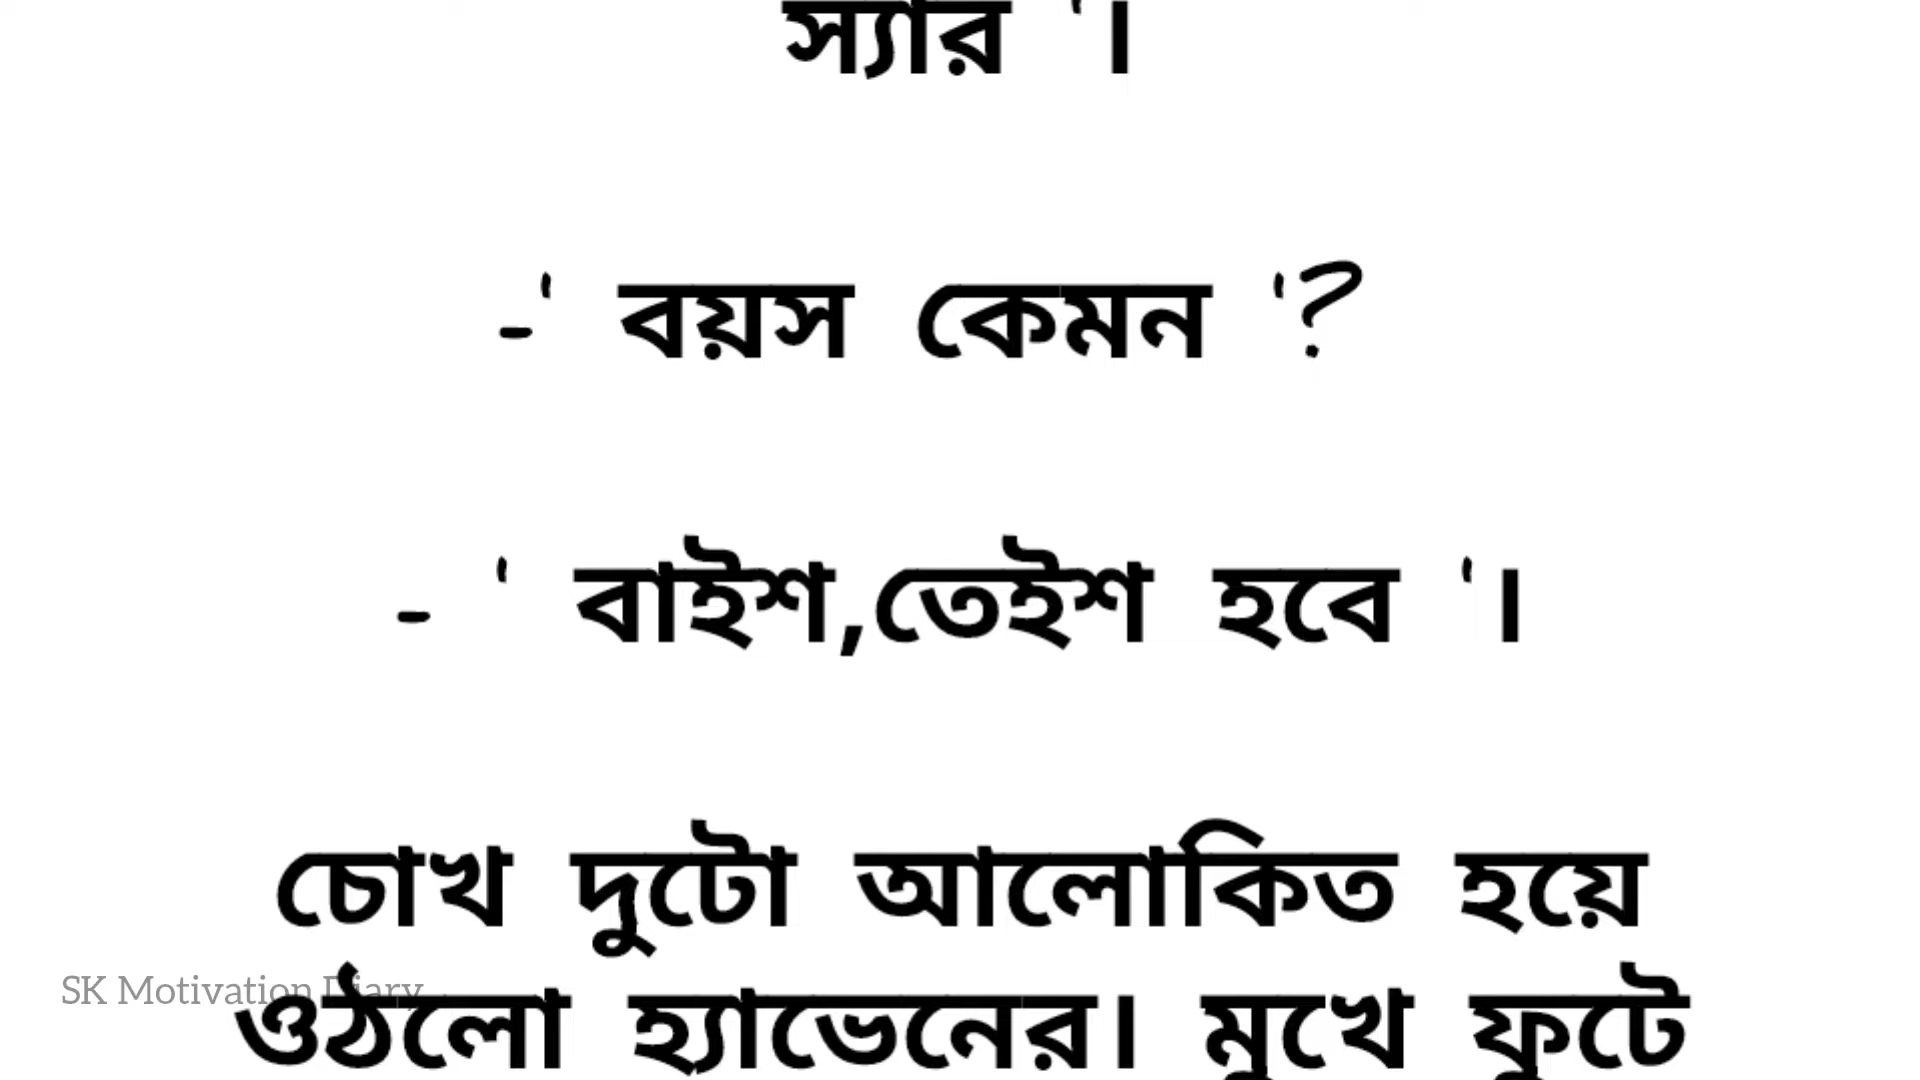 স্যার '।
-' বয়স কেমন '?
- ' বাইশ,তেইশ হবে '।
চোখ দুটো আলোকিত হয়ে
SK Motivation Diary
ওঠলো হ্যাভেনের। মুখে ফুটে